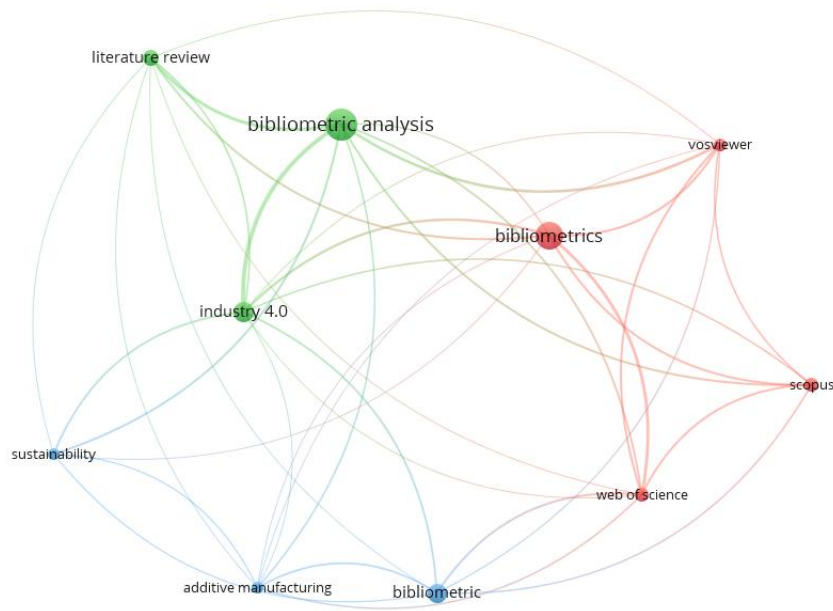 literature review
bibliometric analysis
vosviewer
bibliometrics
industry 4.0
scopus
sustainability
web of science
additive manufacturing
bibliometric